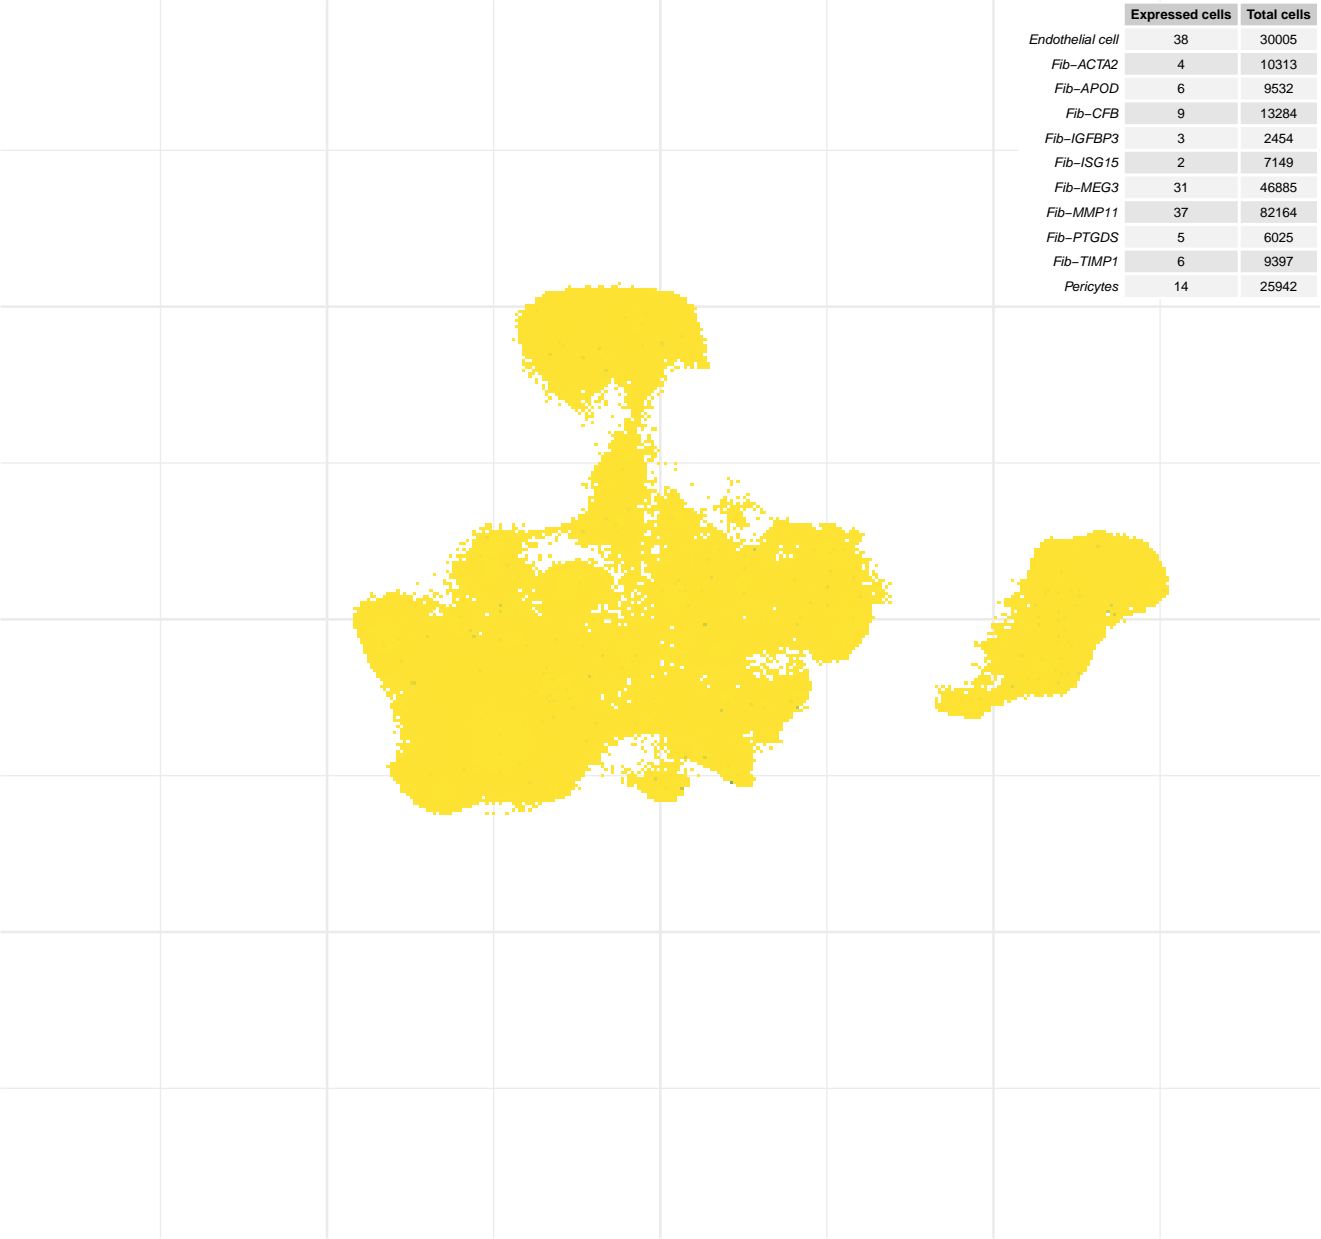 Expressed cells Total cells
Endothelial cell 38 30005
Fib−ACTA2 4 10313
Fib−APOD 6 9532
Fib−CFB 9 13284
Fib−IGFBP3 3 2454
Fib−ISG15 2 7149
Fib−MEG3 31 46885
Fib−MMP11 37 82164
Fib−PTGDS 5 6025
Fib−TIMP1 6 9397
Pericytes 14 25942